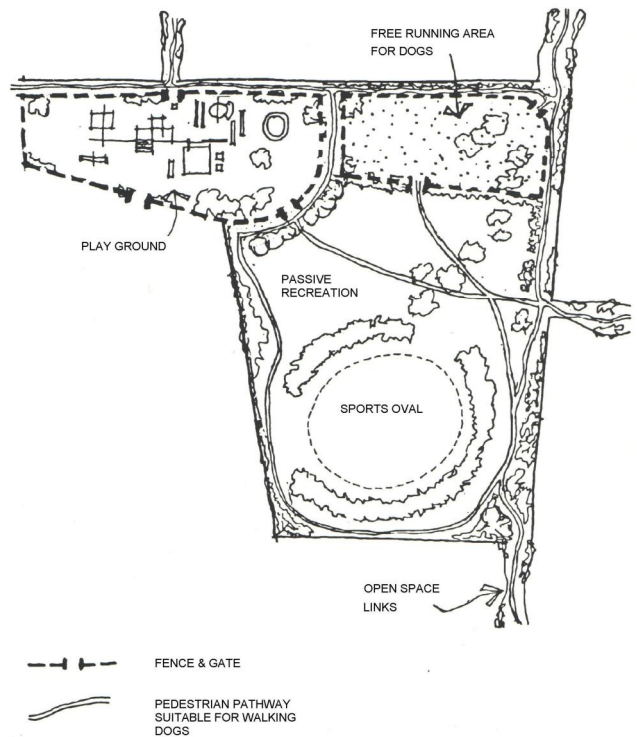 FREE RUNNING AREA
FOR DOGS
PLAY GROUND
PASSIVE
RECREATION
SPORTS OVAL
OPEN SPACE
LINKS
FENCE & GATE
PEDESTRIAN PATHWAY
SUITABLE FOR WALKING
DOGS